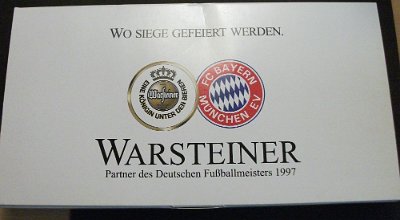 WO SIEGE GEFEIERT WERDEN.
EINE KÖNIGIN UNTER DEN BIEREN
Warsteiner
FC BAYERN
MÜNCHEN EV
WARSTEINER
Partner des Deutschen Fußballmeisters 1997